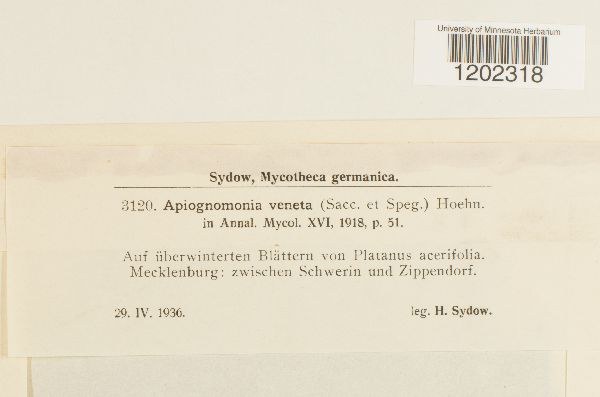 University of Minnesota Herbarium
1202318
Sydow, Mycotheca germanica.
3120. Apiognomonia veneta (Sacc. et Speg.) Hoehn.
in Annal. Mycol. XVI, 1918, p. 51.
Auf überwinterten Blättern von Platanus acerifolia.
Mecklenburg: zwischen Schwerin und Zippendorf.
29. IV. 1936. leg. H. Sydow.